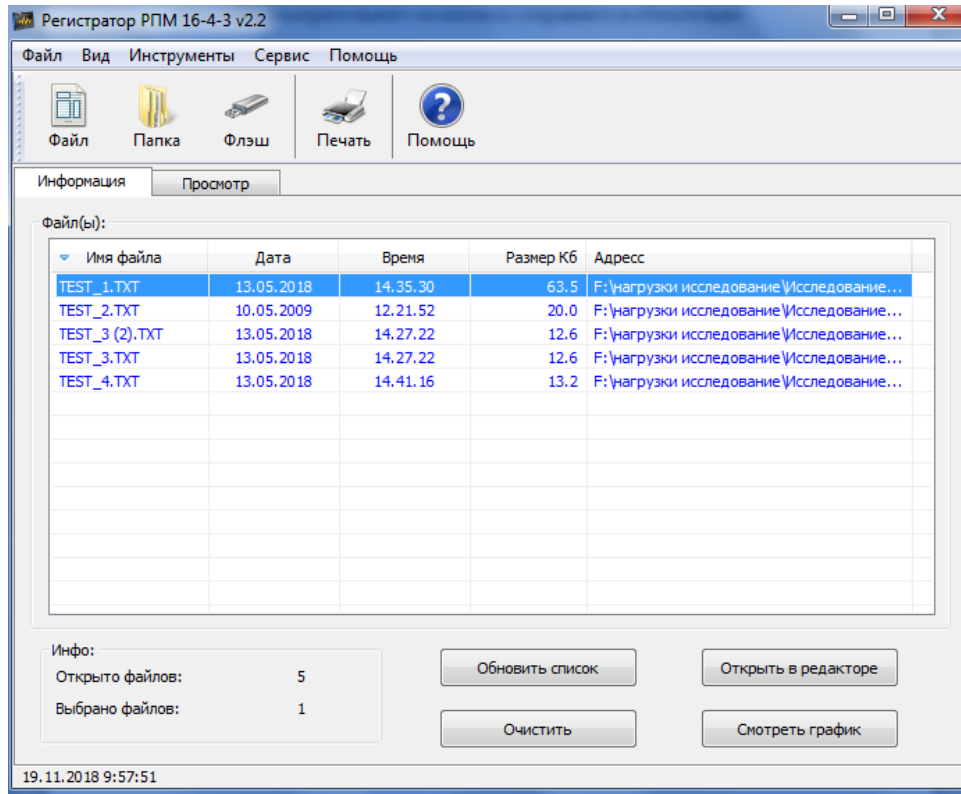 Регистратор РПМ 16-4-3 v2.2
Файл Вид Инструменты Сервис Помощь
Файл Папка Флэш Печать Помощь
Информация Просмотр
Файл(ы):
Имя файла Дата Время Размер Кб Адресс
TEST_1.TXT 13.05.2018 14.35.30 63.5 F:\нагрузки исследование\Исследование...
TEST_2.TXT 10.05.2009 12.21.52 20.0 F:\нагрузки исследование\Исследование...
TEST_3 (2).TXT 13.05.2018 14.27.22 12.6 F:\нагрузки исследование\Исследование...
TEST_3.TXT 13.05.2018 14.27.22 12.6 F:\нагрузки исследование\Исследование...
TEST_4.TXT 13.05.2018 14.41.16 13.2 F:\нагрузки исследование\Исследование...
Инфо:
Открыто файлов: 5
Выбрано файлов: 1
Обновить список Открыть в редакторе
Очистить Смотреть график
19.11.2018 9:57:51